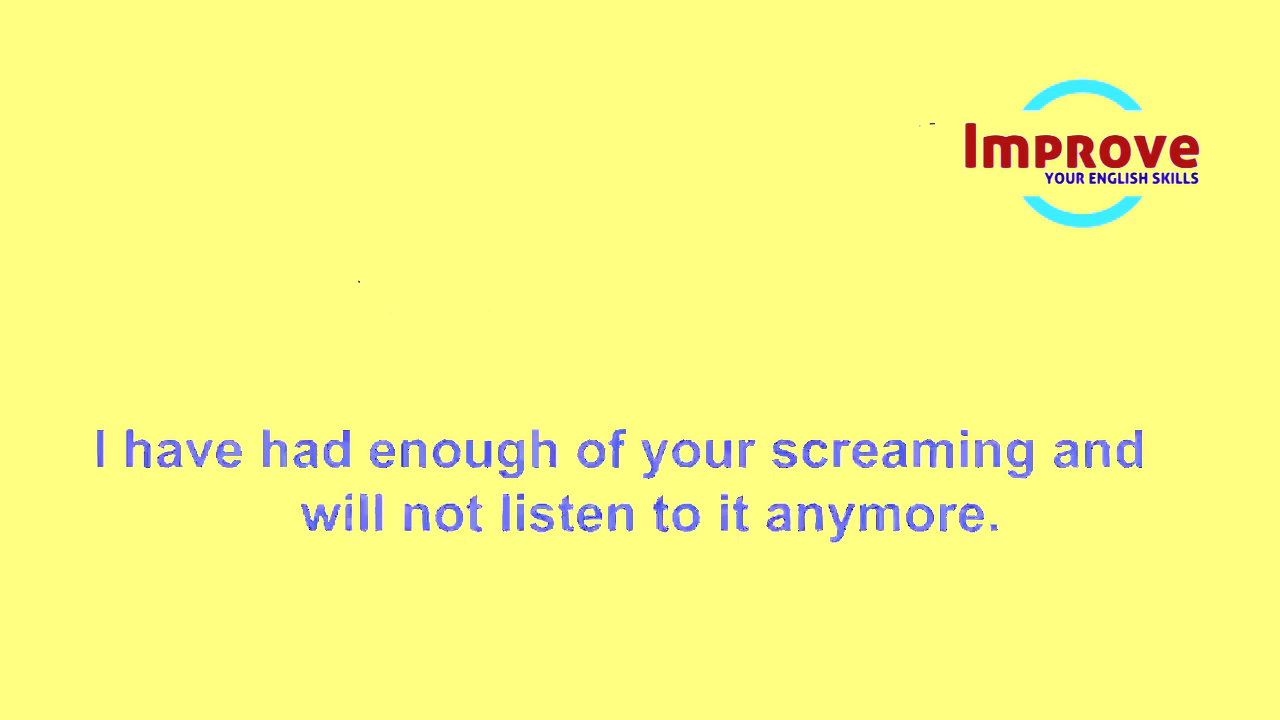 Improve
YOUR ENGLISH SKILLS
I have had enough of your screaming and
will not listen to it anymore.